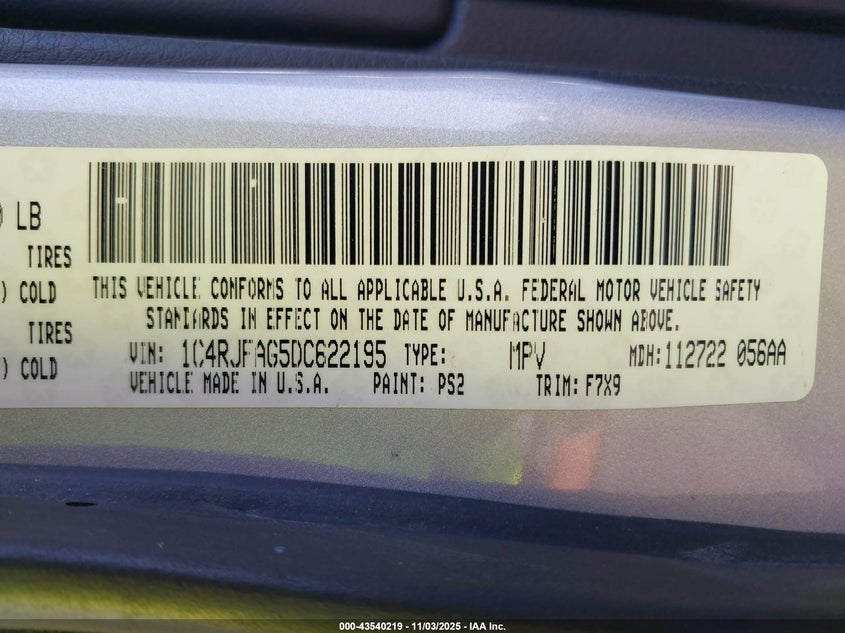 LB
TIRES
) COLD
TIRES
) COLD
THIS VEHICLE CONFORMS TO ALL APPLICABLE U.S.A. FEDERAL MOTOR VEHICLE SAFETY
STANDARDS IN EFFECT ON THE DATE OF MANUFACTURE SHOWN ABOVE.
VIN: 1C4RJFAG5DC622195 TYPE: MPV MDH:112722 056AA
VEHICLE MADE IN U.S.A. PAINT: PS2 TRIM: F7X9
000-43540219 - 11/03/2025 - IAA Inc.